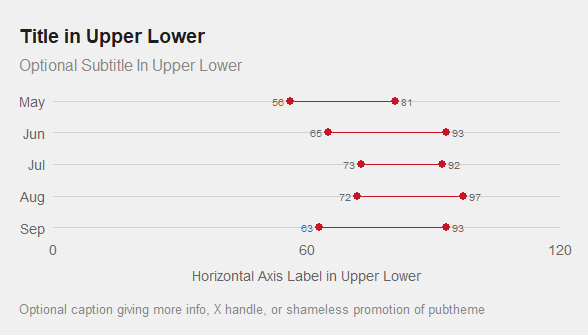 Title in Upper Lower
Optional Subtitle In Upper Lower
May 56 81
Jun 65 93
Jul 73 92
Aug 72 97
Sep 63 93
0 60 120
Horizontal Axis Label in Upper Lower
Optional caption giving more info, X handle, or shameless promotion of pubtheme